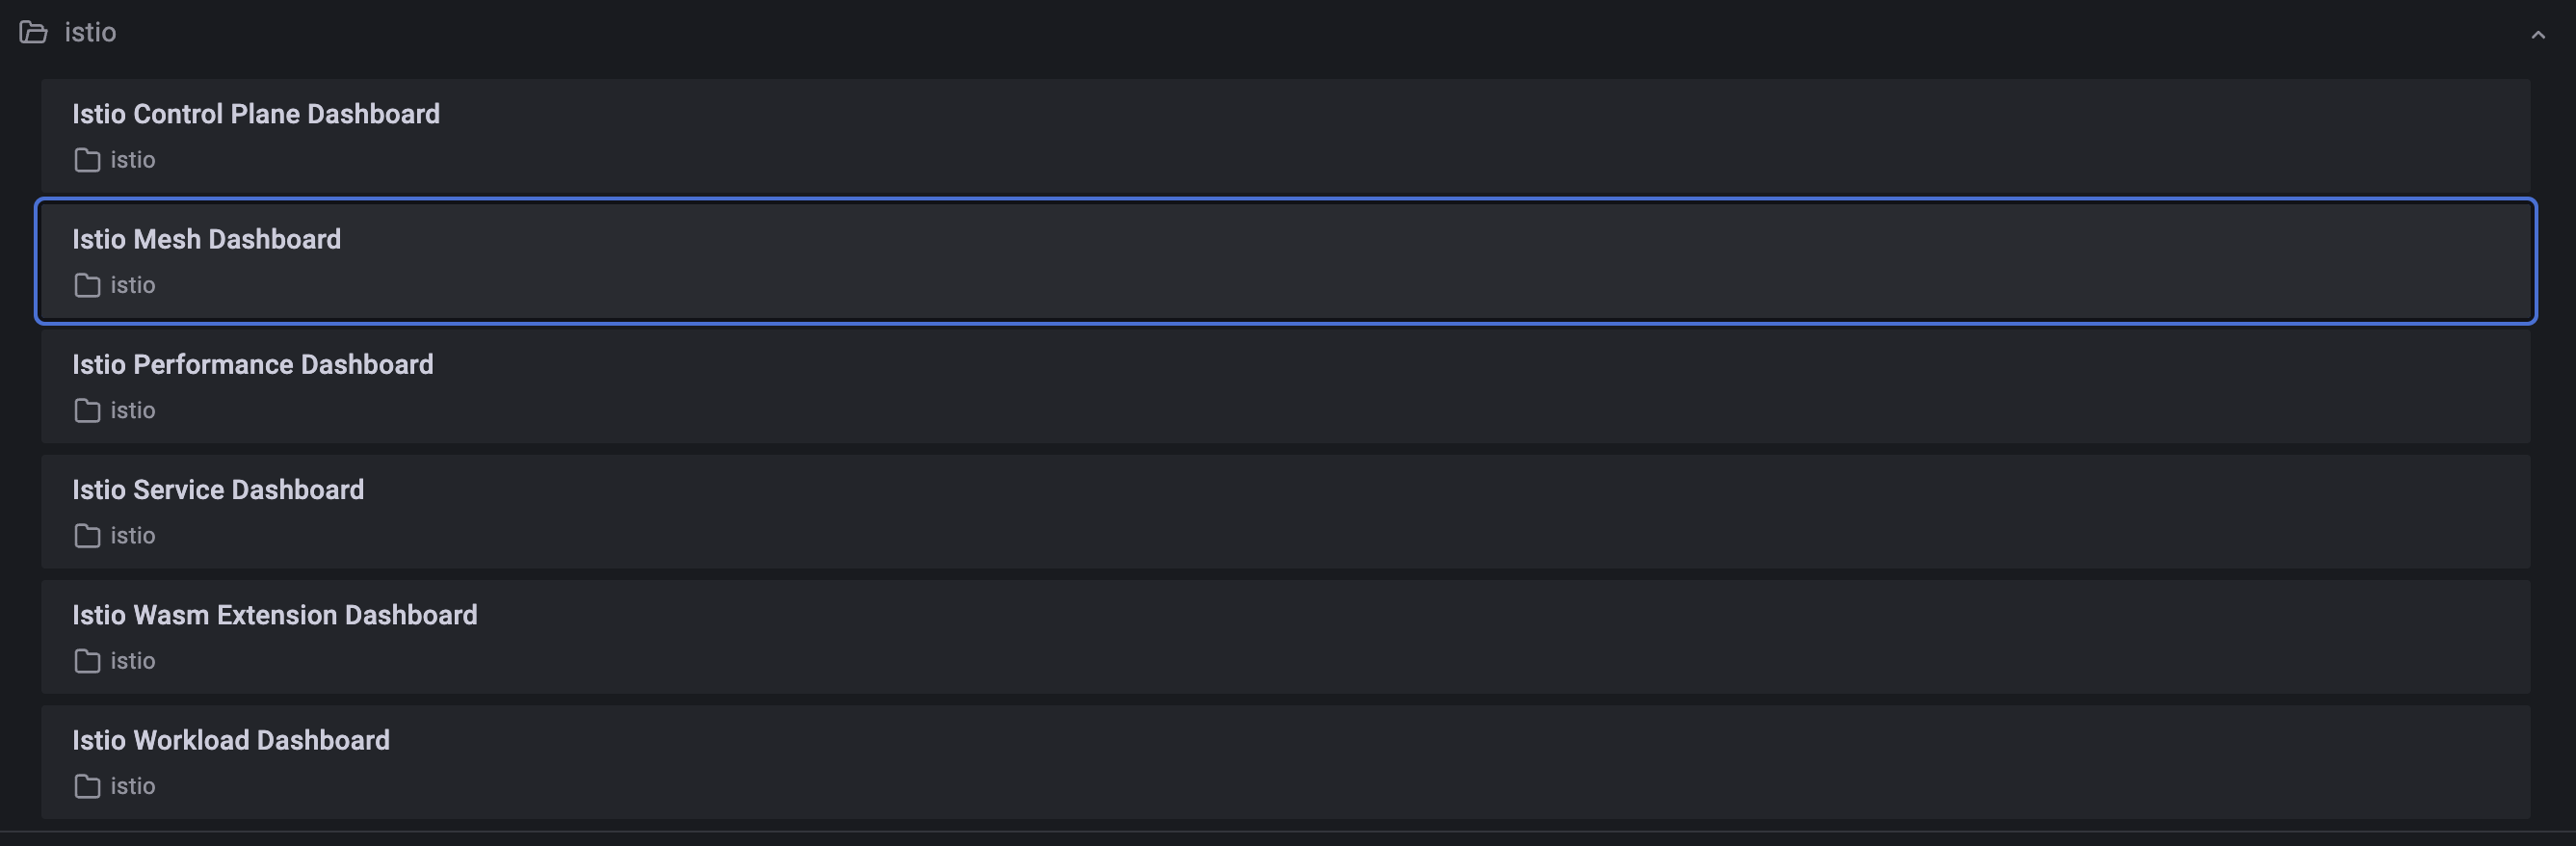 istio
Istio Control Plane Dashboard
istio
Istio Mesh Dashboard
istio
Istio Performance Dashboard
istio
Istio Service Dashboard
istio
Istio Wasm Extension Dashboard
istio
Istio Workload Dashboard
istio